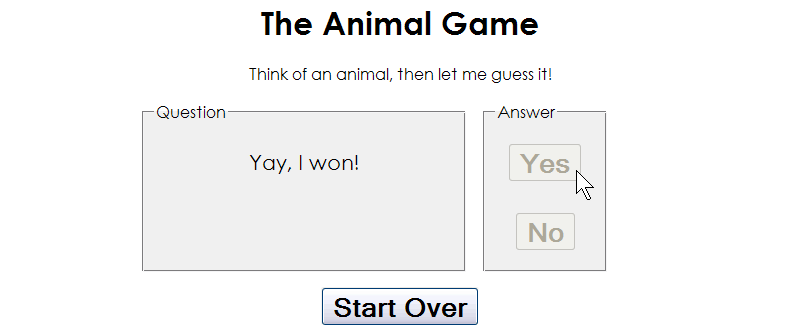 The Animal Game
Think of an animal, then let me guess it!
Question
Yay, I won!
Answer
Yes
No
Start Over